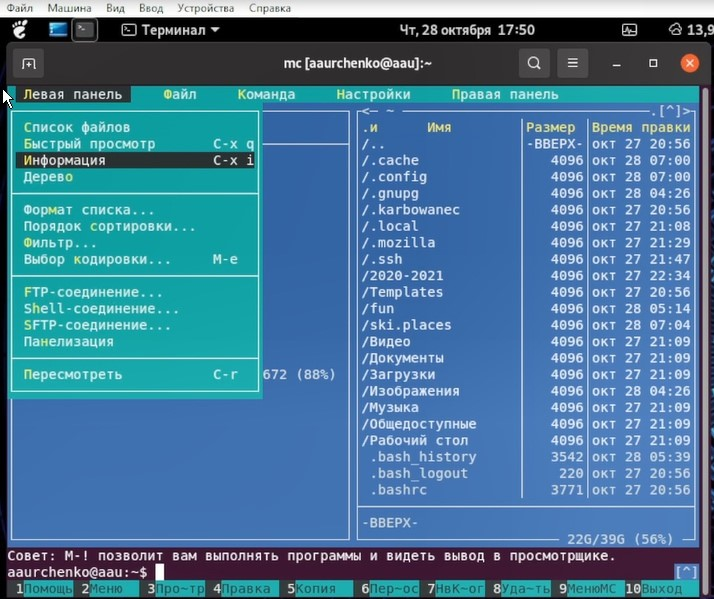 Файл Машина Вид Ввод Устройства Справка
Терминал Чт, 28 октября 17:50 13,9
mc [aaurchenko@aau]:~
Левая панель Файл Команда Настройки Правая панель
<─ ~ .[^]>
Список файлов
Быстрый просмотр C-x q
Информация C-x i
Дерево
Формат списка...
Порядок сортировки...
Фильтр...
Выбор кодировки... M-e
FTP-соединение...
Shell-соединение...
SFTP-соединение...
Панелизация
Пересмотреть C-r
672 (88%)
.и Имя Размер Время правки
/.. -ВВЕРХ- окт 27 20:56
/.cache 4096 окт 28 07:00
/.config 4096 окт 28 07:00
/.gnupg 4096 окт 28 04:26
/.karbowanec 4096 окт 27 20:56
/.local 4096 окт 27 21:08
/.mozilla 4096 окт 27 21:29
/.ssh 4096 окт 27 21:47
/2020-2021 4096 окт 27 22:34
/Templates 4096 окт 27 20:56
/fun 4096 окт 28 05:14
/ski.places 4096 окт 28 07:04
/Видео 4096 окт 27 21:09
/Документы 4096 окт 27 21:09
/Загрузки 4096 окт 27 21:09
/Изображения 4096 окт 28 04:26
/Музыка 4096 окт 27 21:09
/Общедоступные 4096 окт 27 21:09
/Рабочий стол 4096 окт 27 21:09
.bash_history 3542 окт 28 05:39
.bash_logout 220 окт 27 20:56
.bashrc 3771 окт 27 20:56
-ВВЕРХ-
22G/39G (56%)
Совет: M-! позволит вам выполнять программы и видеть вывод в просмотрщике.
aaurchenko@aau:~$ [^]
1Помощь 2Меню 3Про~тр 4Правка 5Копия 6Пер~ос 7НвК~ог 8Уда~ть 9МенюMC 10Выход